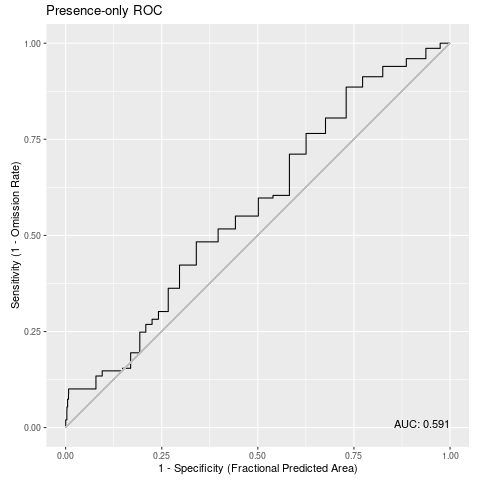 Presence-only ROC
Sensitivity (1 - Omission Rate)
1.00
0.75
0.50
0.25
0.00
AUC: 0.591
0.00 0.25 0.50 0.75 1.00
1 - Specificity (Fractional Predicted Area)